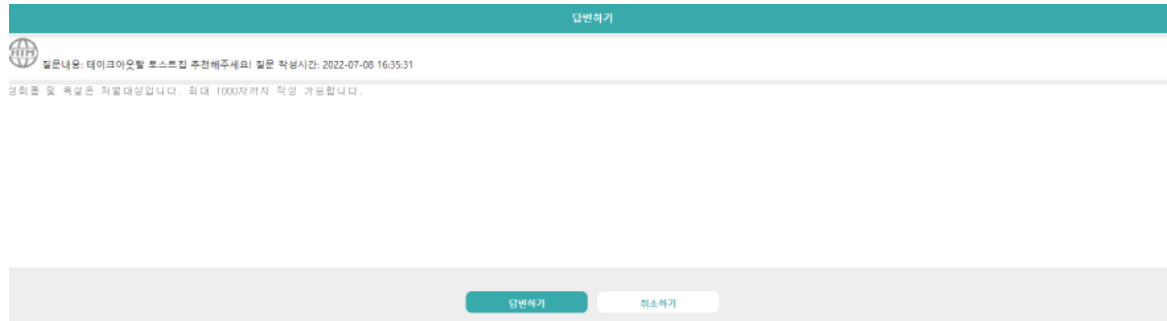 답변하기
질문내용: 테이크아웃할 토스트집 추천해주세요! 질문 작성시간: 2022-07-08 16:35:31
성희롱 및 욕설은 처벌대상입니다. 최대 1000자까지 작성 가능합니다.
답변하기
취소하기